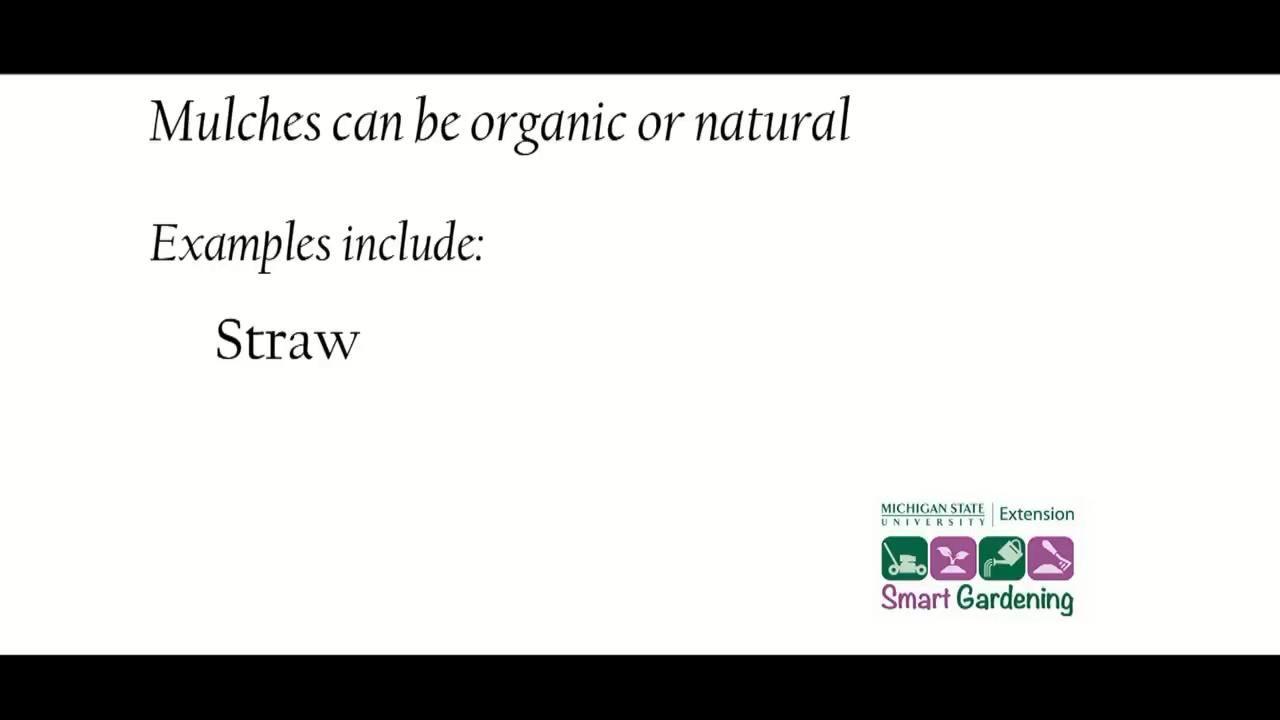 Mulches can be organic or natural
Examples include:
Straw
MICHIGAN STATE UNIVERSITY | Extension
Smart Gardening